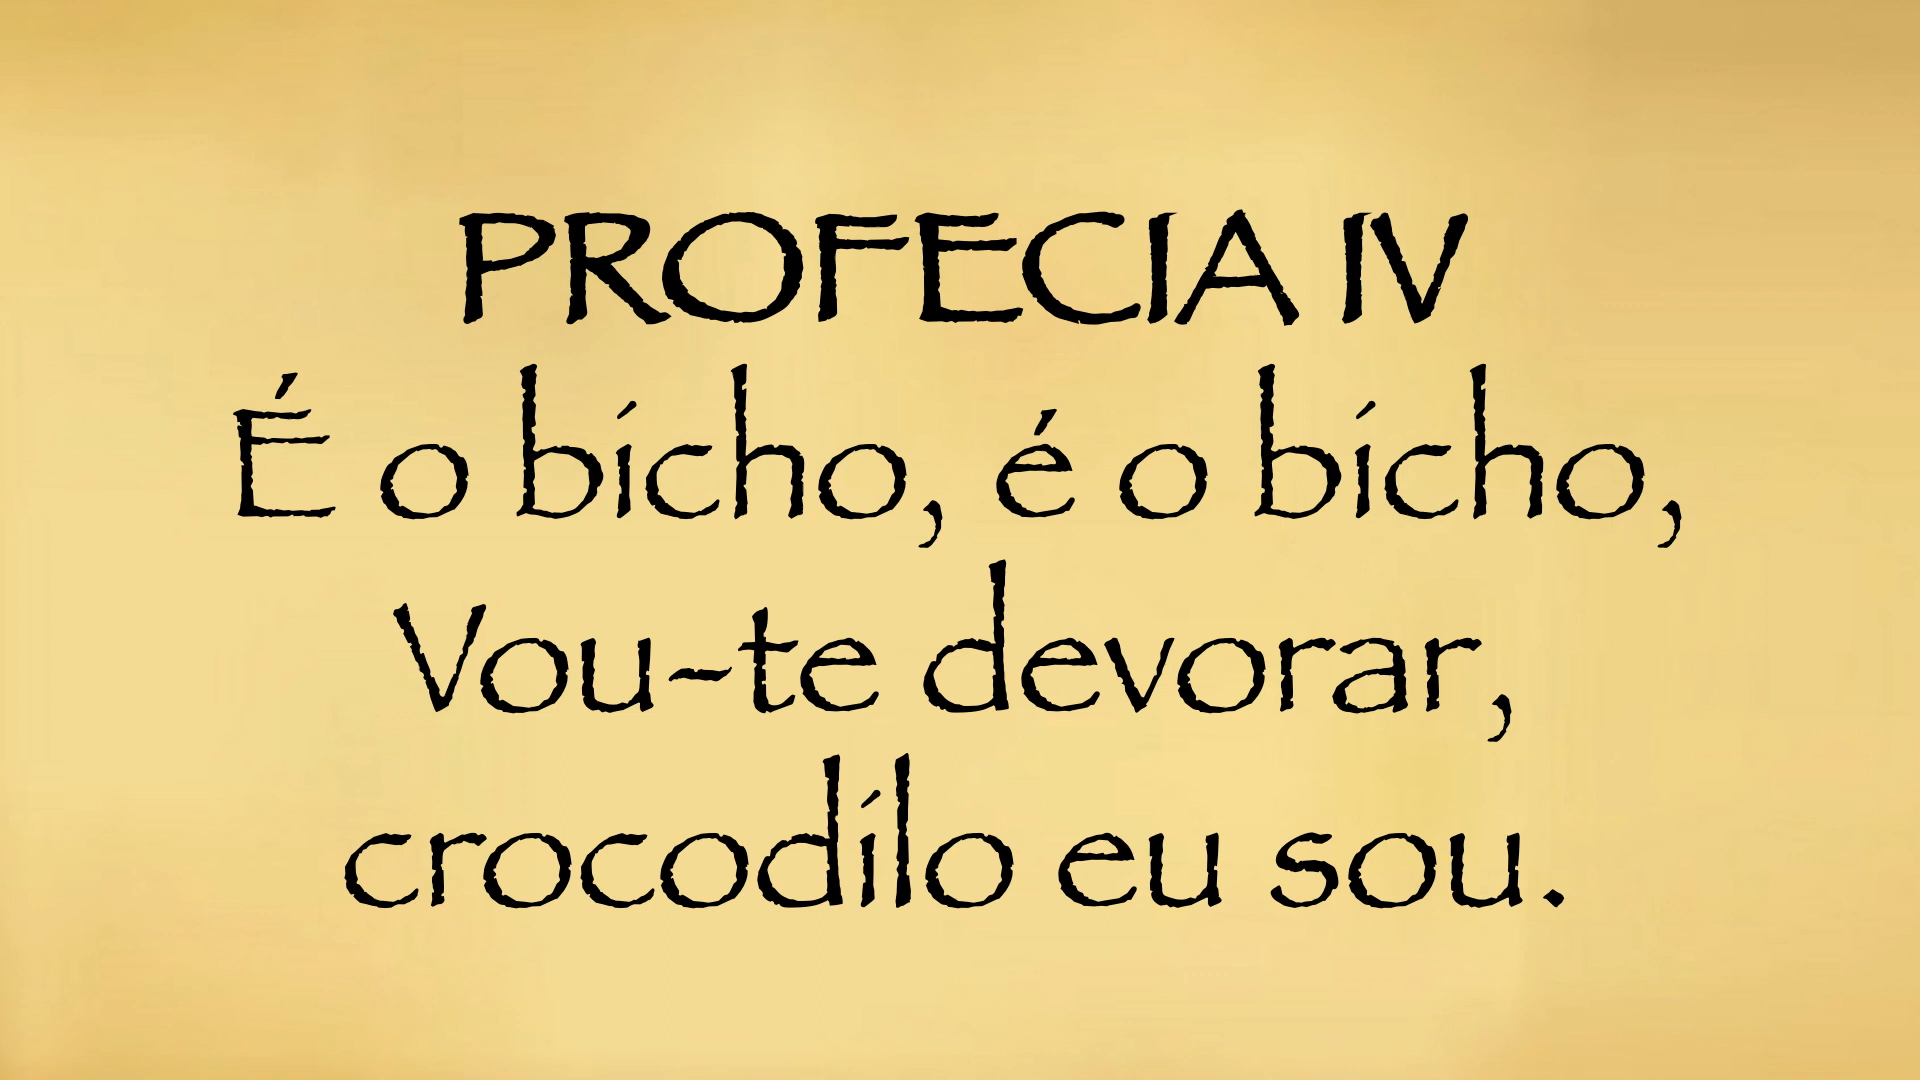 PROFECIA IV
É o bicho, é o bicho,
Vou-te devorar,
crocodilo eu sou.